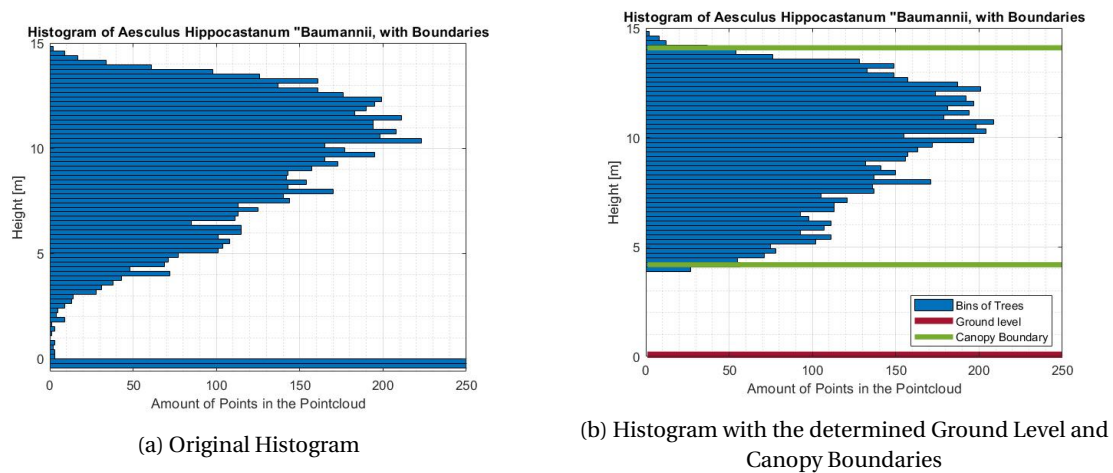 Histogram of Aesculus Hippocastanum "Baumannii, with Boundaries
15
10
5
0
Height [m]
0 50 100 150 200 250
Amount of Points in the Pointcloud
(a) Original Histogram
Histogram of Aesculus Hippocastanum "Baumannii, with Boundaries
15
10
5
0
Height [m]
Bins of Trees
Ground level
Canopy Boundary
0 50 100 150 200 250
Amount of Points in the Pointcloud
(b) Histogram with the determined Ground Level and
Canopy Boundaries